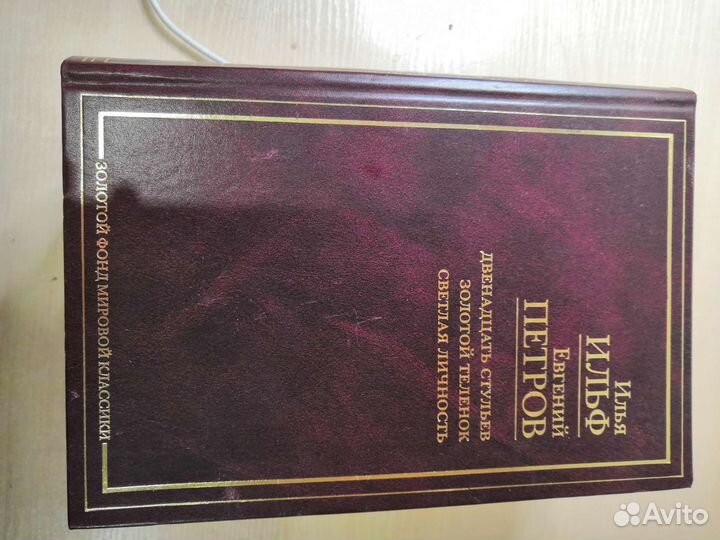 Илья
ИЛЬФ
Евгений
ПЕТРОВ
ДВЕНАДЦАТЬ СТУЛЬЕВ
ЗОЛОТОЙ ТЕЛЕНОК
СВЕТЛАЯ ЛИЧНОСТЬ
ЗОЛОТОЙ ФОНД МИРОВОЙ КЛАССИКИ
Avito